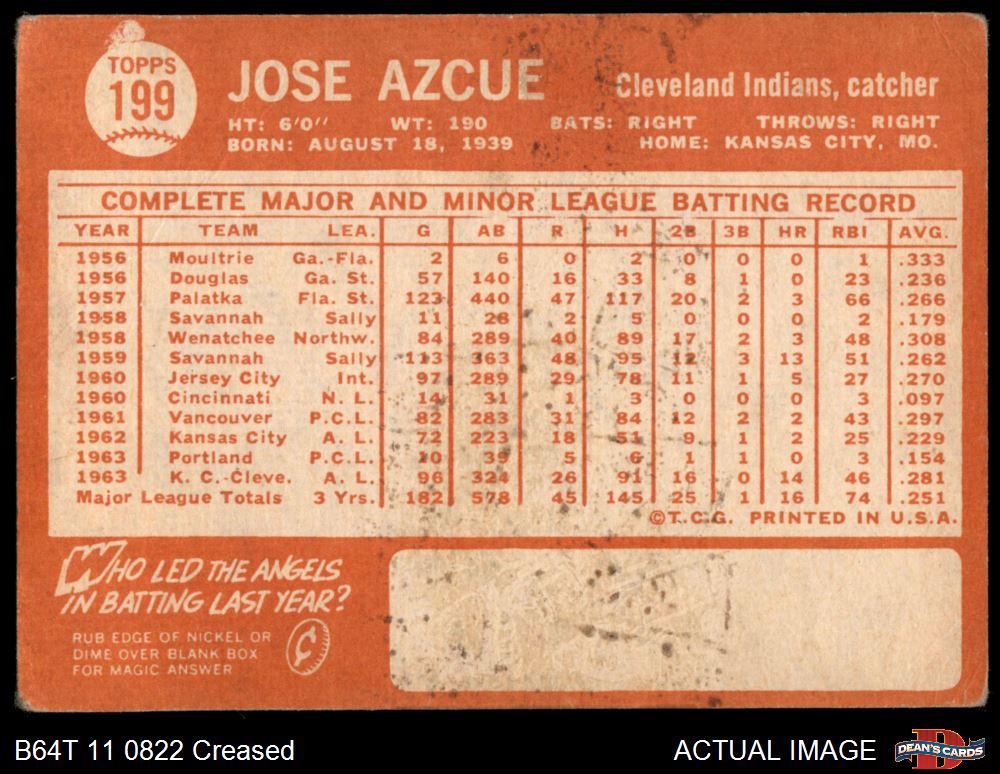 TOPPS
199
JOSE AZCUE
Cleveland Indians, catcher
HT: 6'0" WT: 190 BATS: RIGHT THROWS: RIGHT
BORN: AUGUST 18, 1939 HOME: KANSAS CITY, MO.
COMPLETE MAJOR AND MINOR LEAGUE BATTING RECORD
YEAR TEAM LEA. G AB R H 2B 3B HR RBI AVG.
1956 Moultrie Ga.-Fla. 2 6 0 2 0 0 0 1 .333
1956 Douglas Ga. St. 57 140 16 33 8 1 0 23 .236
1957 Palatka Fla. St. 123 440 47 117 20 2 3 66 .266
1958 Savannah Sally 11 28 2 5 0 0 0 2 .179
1958 Wenatchee Northw. 84 289 40 89 17 2 3 48 .308
1959 Savannah Sally 113 363 48 95 12 3 13 51 .262
1960 Jersey City Int. 97 289 29 78 11 1 5 27 .270
1960 Cincinnati N. L. 14 31 1 3 0 0 0 3 .097
1961 Vancouver P.C.L. 82 283 31 84 12 2 2 43 .297
1962 Kansas City A. L. 72 223 18 51 9 1 2 25 .229
1963 Portland P.C.L. 10 39 5 6 1 1 0 3 .154
1963 K. C.-Cleve. A. L. 96 324 26 91 16 0 14 46 .281
Major League Totals 3 Yrs. 182 578 45 145 25 1 16 74 .251
©T.C.G. PRINTED IN U.S.A.
WHO LED THE ANGELS
IN BATTING LAST YEAR?
RUB EDGE OF NICKEL OR
DIME OVER BLANK BOX
FOR MAGIC ANSWER
¢
B64T 11 0822 Creased
ACTUAL IMAGE
D
DEAN'S CARDS